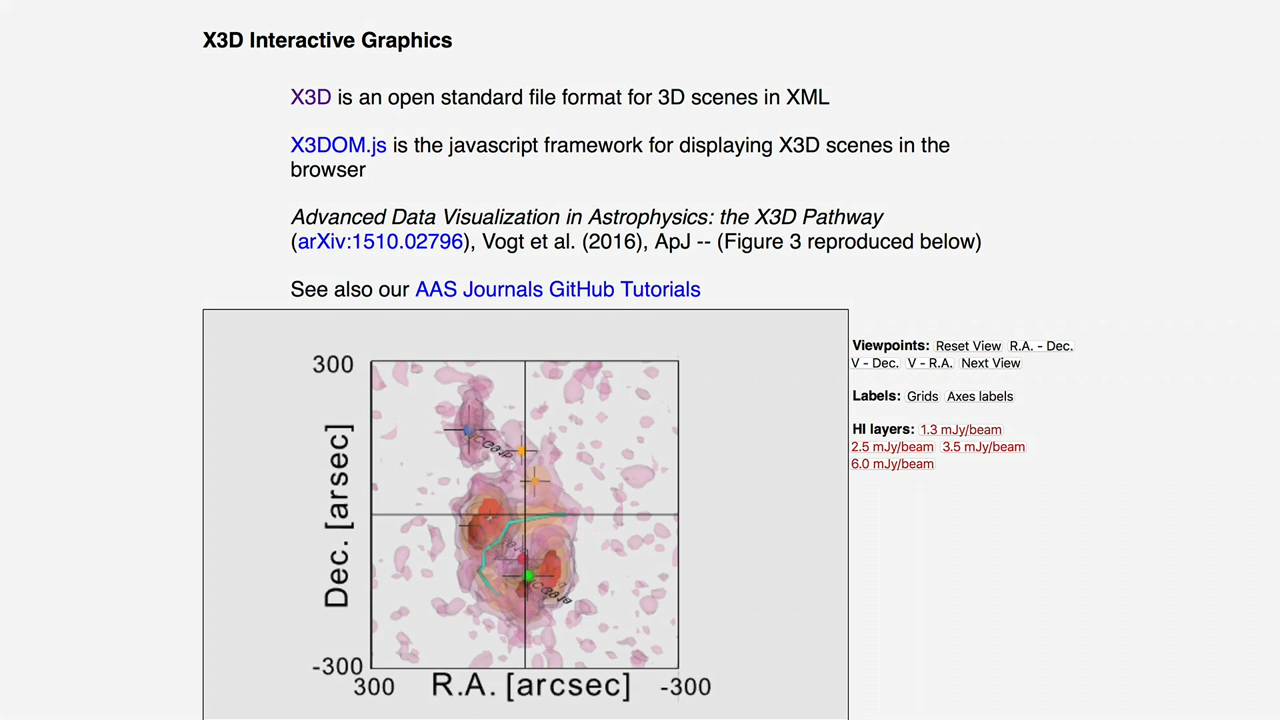 X3D Interactive Graphics
X3D is an open standard file format for 3D scenes in XML
X3DOM.js is the javascript framework for displaying X3D scenes in the
browser
Advanced Data Visualization in Astrophysics: the X3D Pathway
(arXiv:1510.02796), Vogt et al. (2016), ApJ -- (Figure 3 reproduced below)
See also our AAS Journals GitHub Tutorials
300
Dec. [arsec]
-300
300
R.A. [arcsec]
-300
Viewpoints: Reset View R.A. - Dec.
V - Dec. V - R.A. Next View
Labels: Grids Axes labels
HI layers: 1.3 mJy/beam
2.5 mJy/beam 3.5 mJy/beam
6.0 mJy/beam